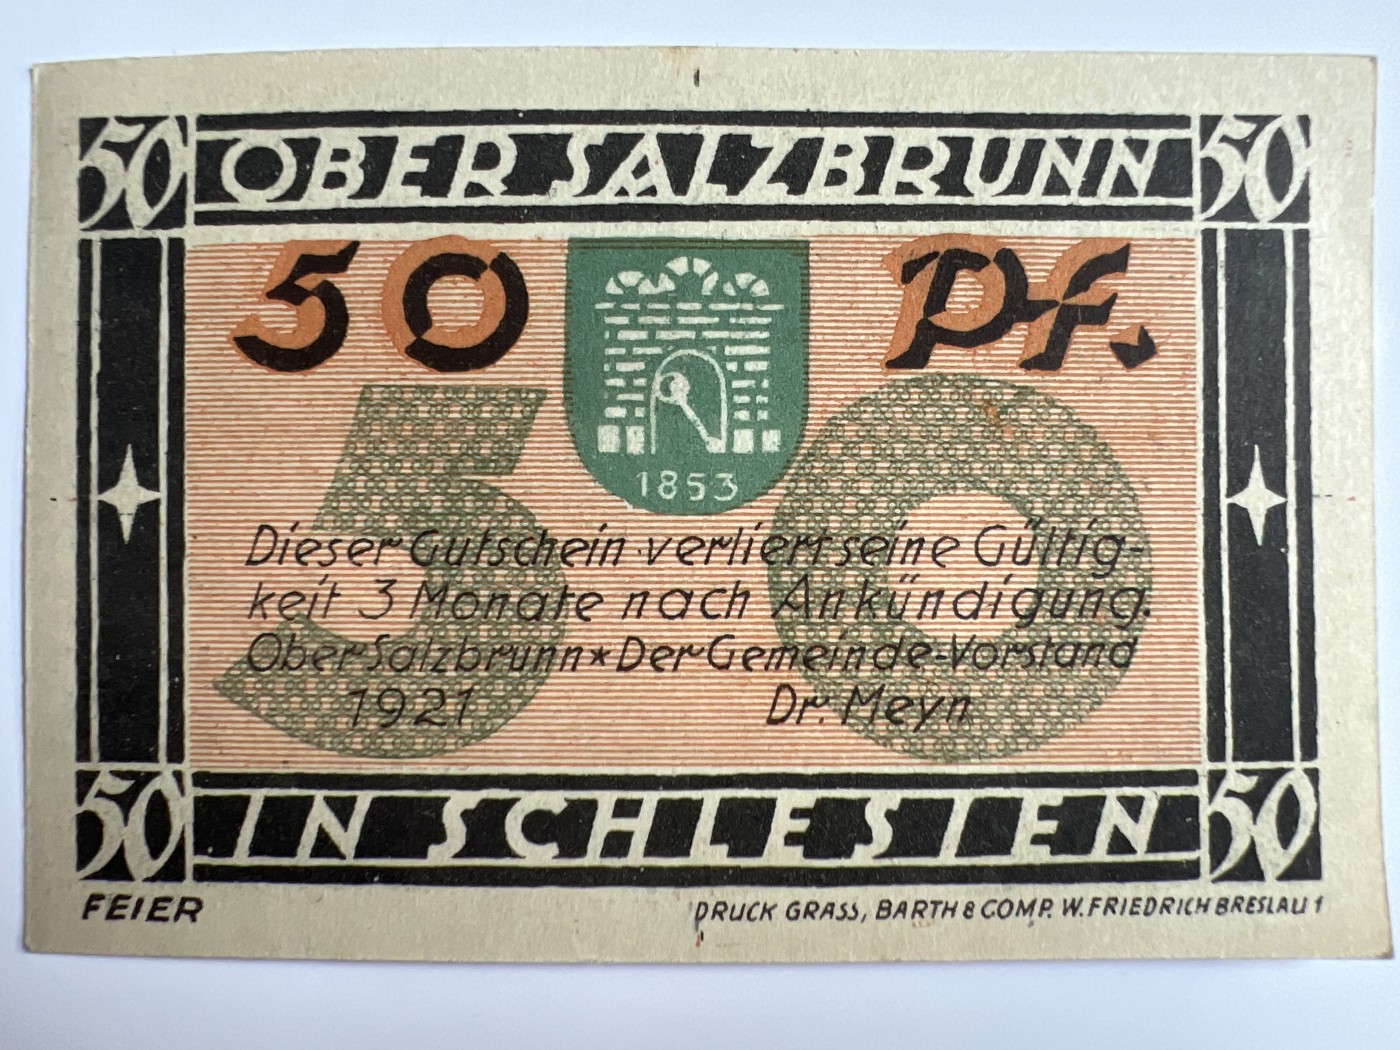 50 OBER SALZBRUNN 50
50 Pf.
50
1853
Dieser Gutschein verliert seine Gültig-
keit 3 Monate nach Ankündigung.
Ober Salzbrunn * Der Gemeinde-Vorstand
1921 Dr. Meyn
50 IN SCHLESIEN 50
FEIER DRUCK GRASS, BARTH & COMP. W. FRIEDRICH BRESLAU 1